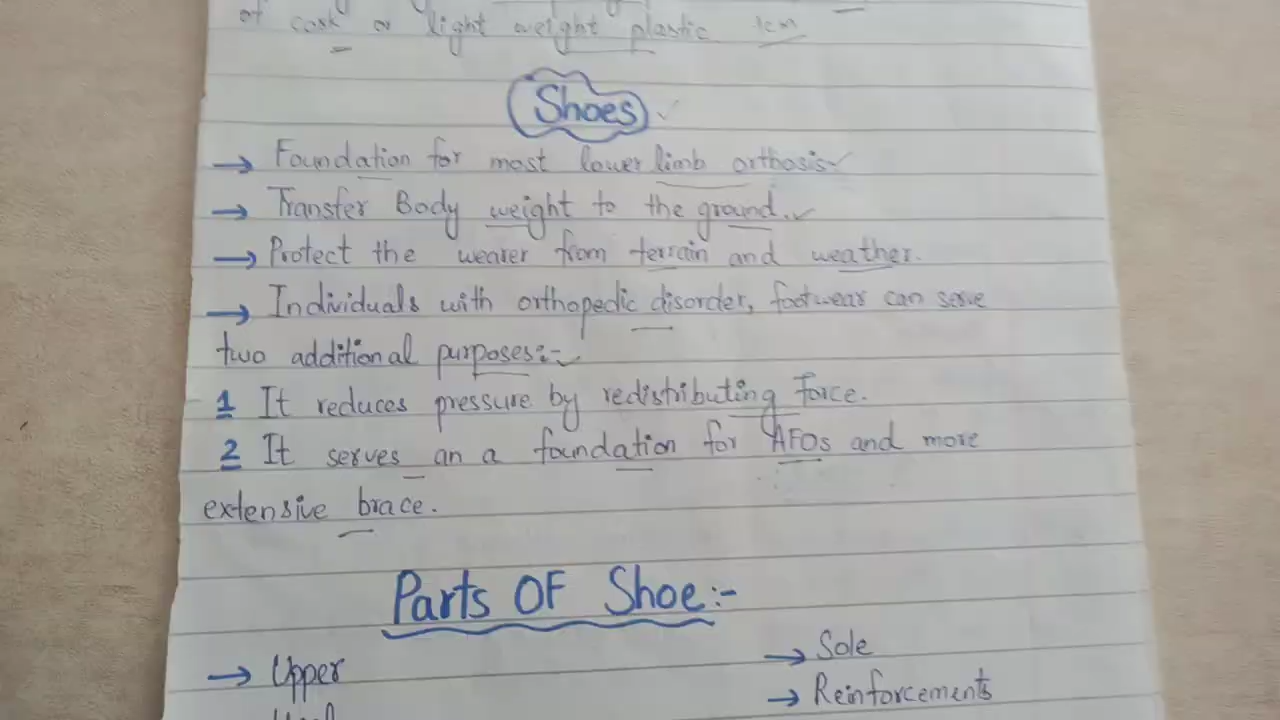 of cask or light weight plastic
Shoes
→ Foundation for most lower limb orthosis
→ Transfer Body weight to the ground.
→ Protect the wearer from terrain and weather.
→ Individuals with orthopedic disorder, footwear can serve
two additional purposes:-
1 It reduces pressure by redistributing force.
2 It serves an a foundation for AFOs and more
extensive brace.
Parts OF Shoe:-
→ Upper
→ Sole
→ Reinforcements